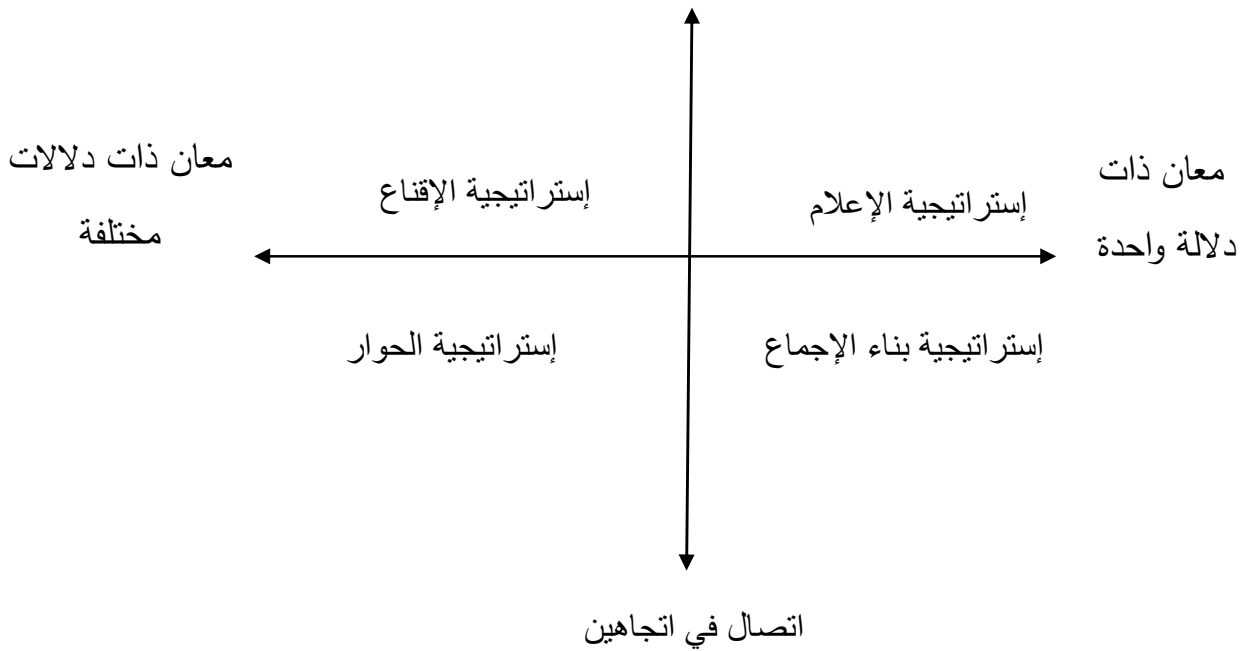 معان ذات
دلالة واحدة
إستراتيجية الإعلام
إستراتيجية الإقناع
معان ذات دلالات
مختلفة
إستراتيجية بناء الإجماع
إستراتيجية الحوار
اتصال في اتجاهين